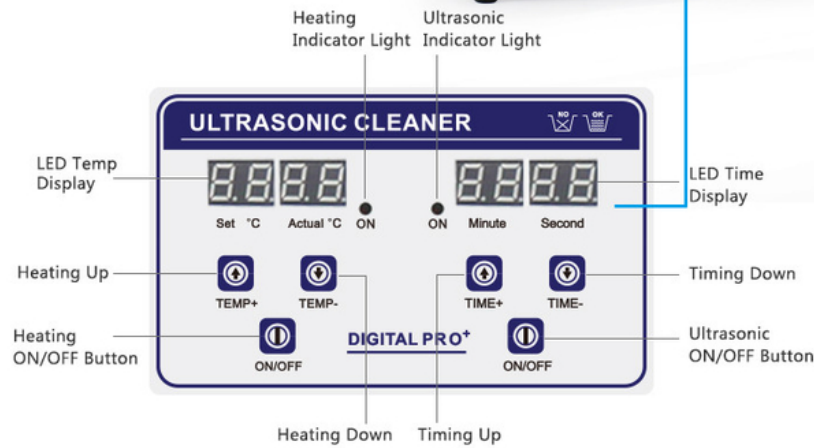 Heating
Indicator Light
Ultrasonic
Indicator Light
ULTRASONIC CLEANER
NO
OK
LED Temp
Display
8.8. 8.8. 8.8. 8.8.
LED Time
Display
Set °C
Actual °C
ON
ON
Minute
Second
Heating Up
TEMP+
TEMP-
TIME+
TIME-
Timing Down
Heating
ON/OFF Button
ON/OFF
DIGITAL PRO+
ON/OFF
Ultrasonic
ON/OFF Button
Heating Down
Timing Up